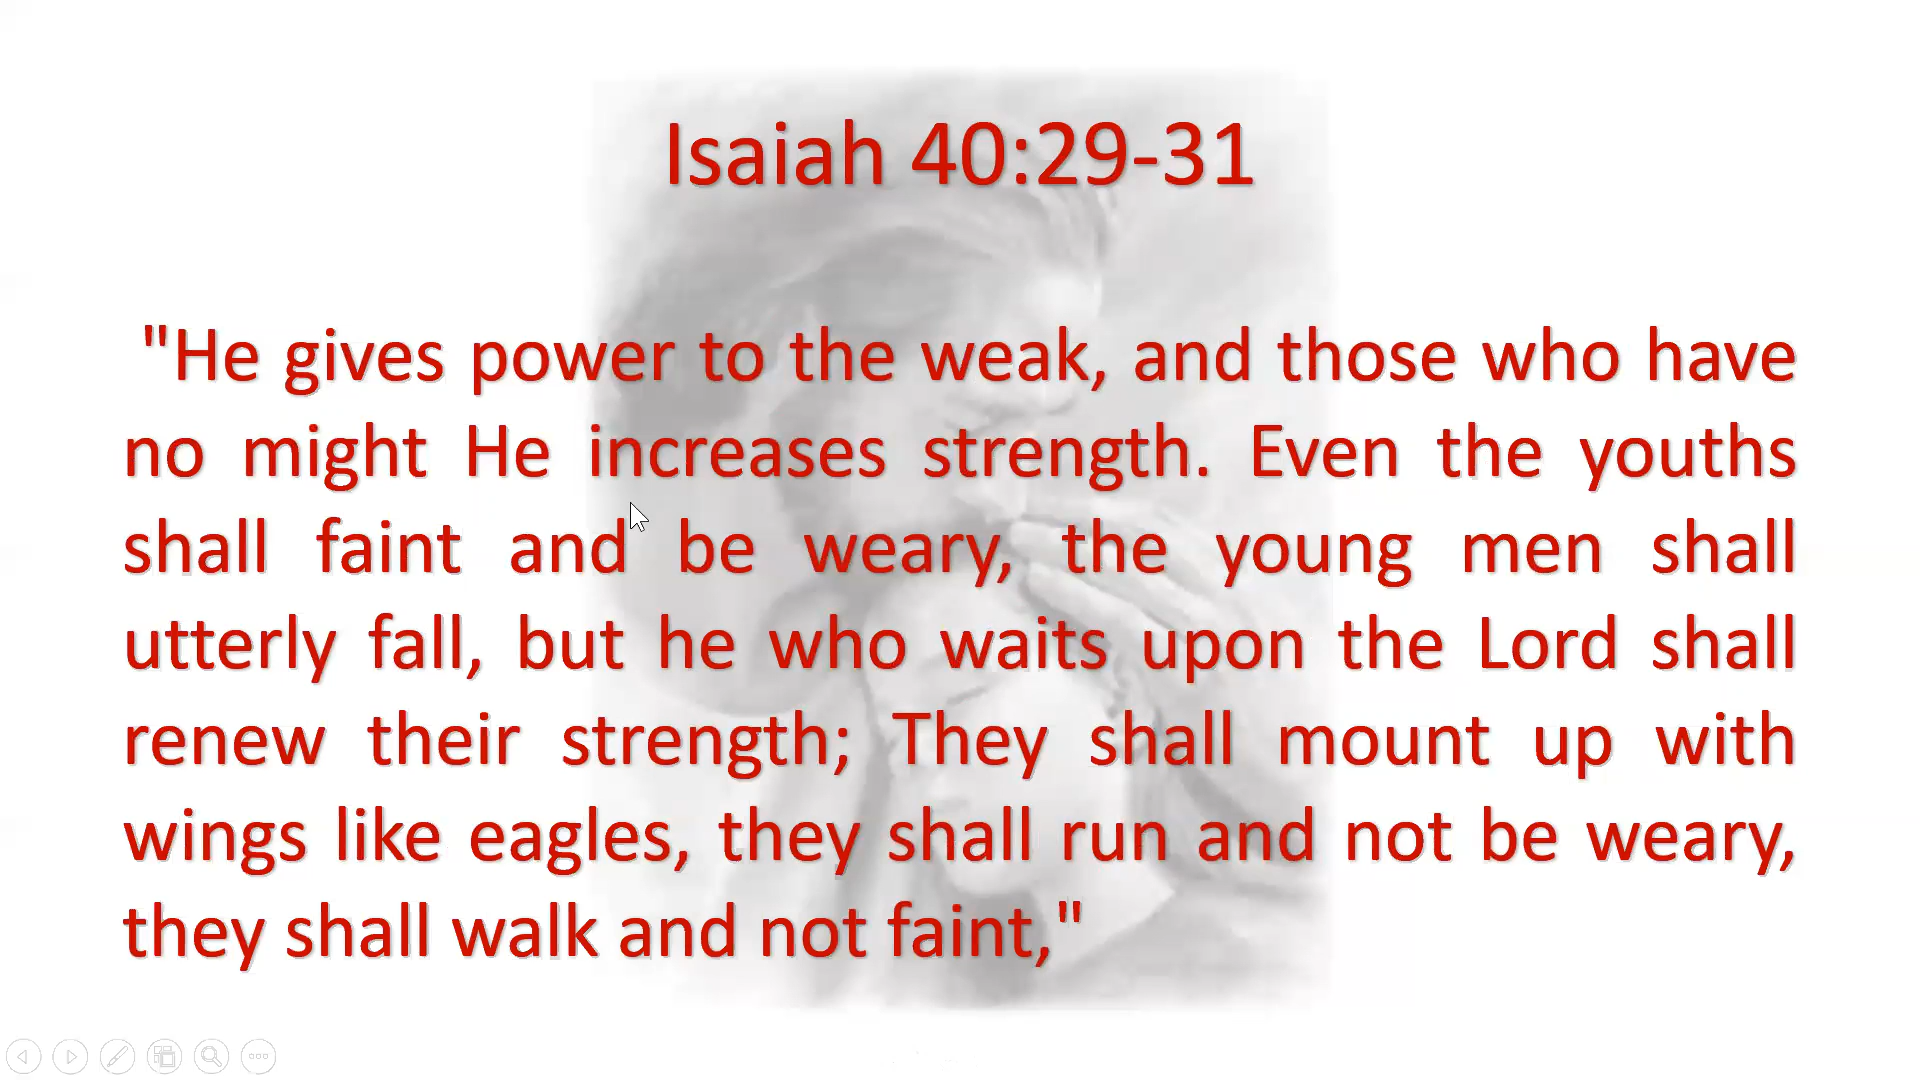 Isaiah 40:29-31
"He gives power to the weak, and those who have
no might He increases strength. Even the youths
shall faint and be weary, the young men shall
utterly fall, but he who waits upon the Lord shall
renew their strength; They shall mount up with
wings like eagles, they shall run and not be weary,
they shall walk and not faint,"